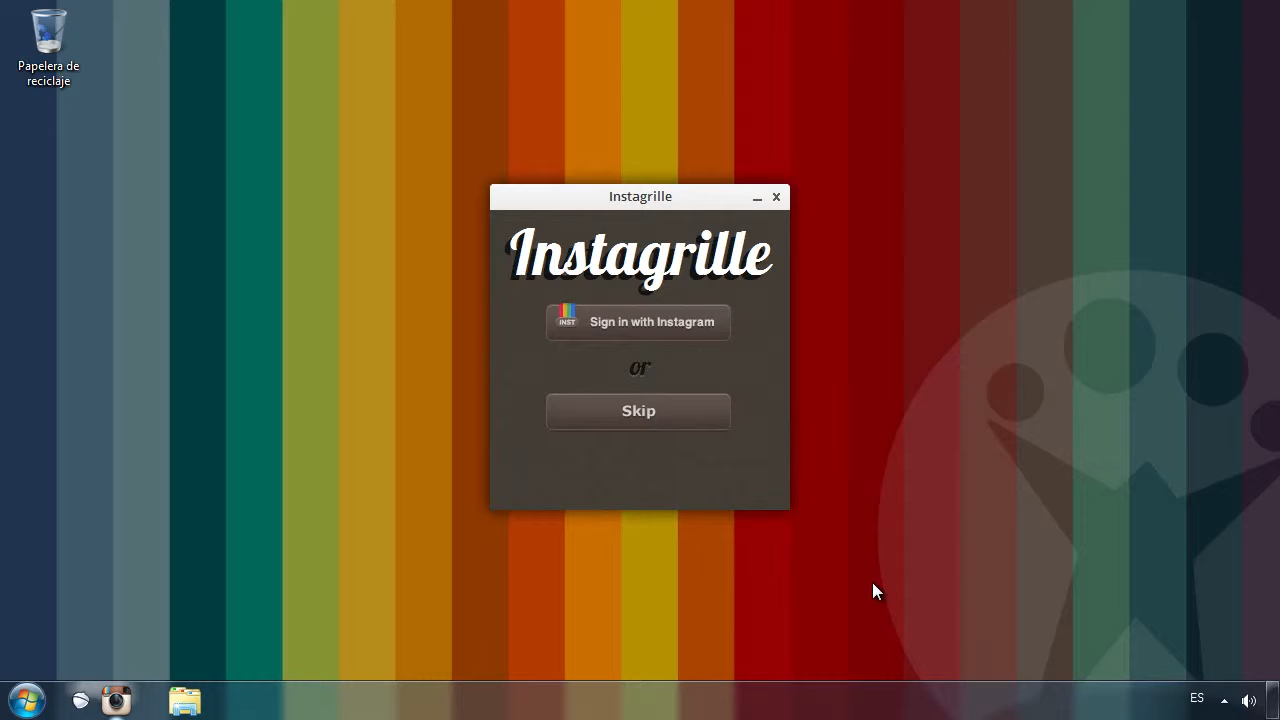 Papelera de
reciclaje
Instagrille
Instagrille
INST
Sign in with Instagram
or
Skip
ES